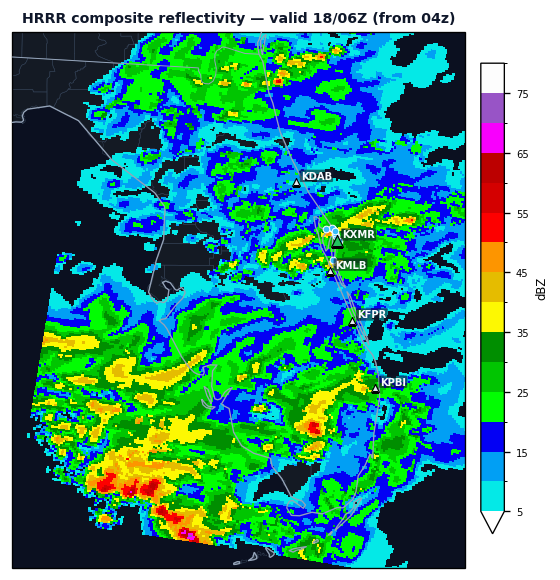 HRRR composite reflectivity — valid 18/06Z (from 04z)
KDAB
KXMR
KMLB
KFPR
KPBI
75
65
55
45
35
25
15
5
dBZ